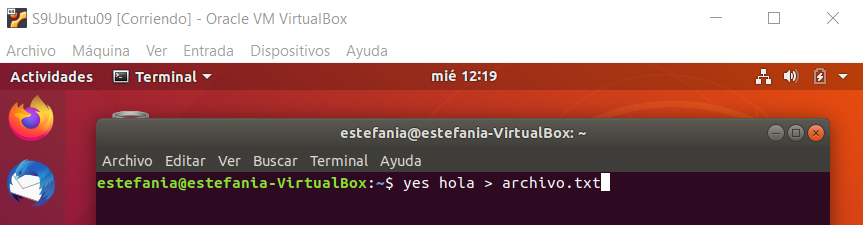 S9Ubuntu09 [Corriendo] - Oracle VM VirtualBox
Archivo Máquina Ver Entrada Dispositivos Ayuda
Actividades Terminal mié 12:19
estefania@estefania-VirtualBox: ~
Archivo Editar Ver Buscar Terminal Ayuda
estefania@estefania-VirtualBox:~$ yes hola > archivo.txt